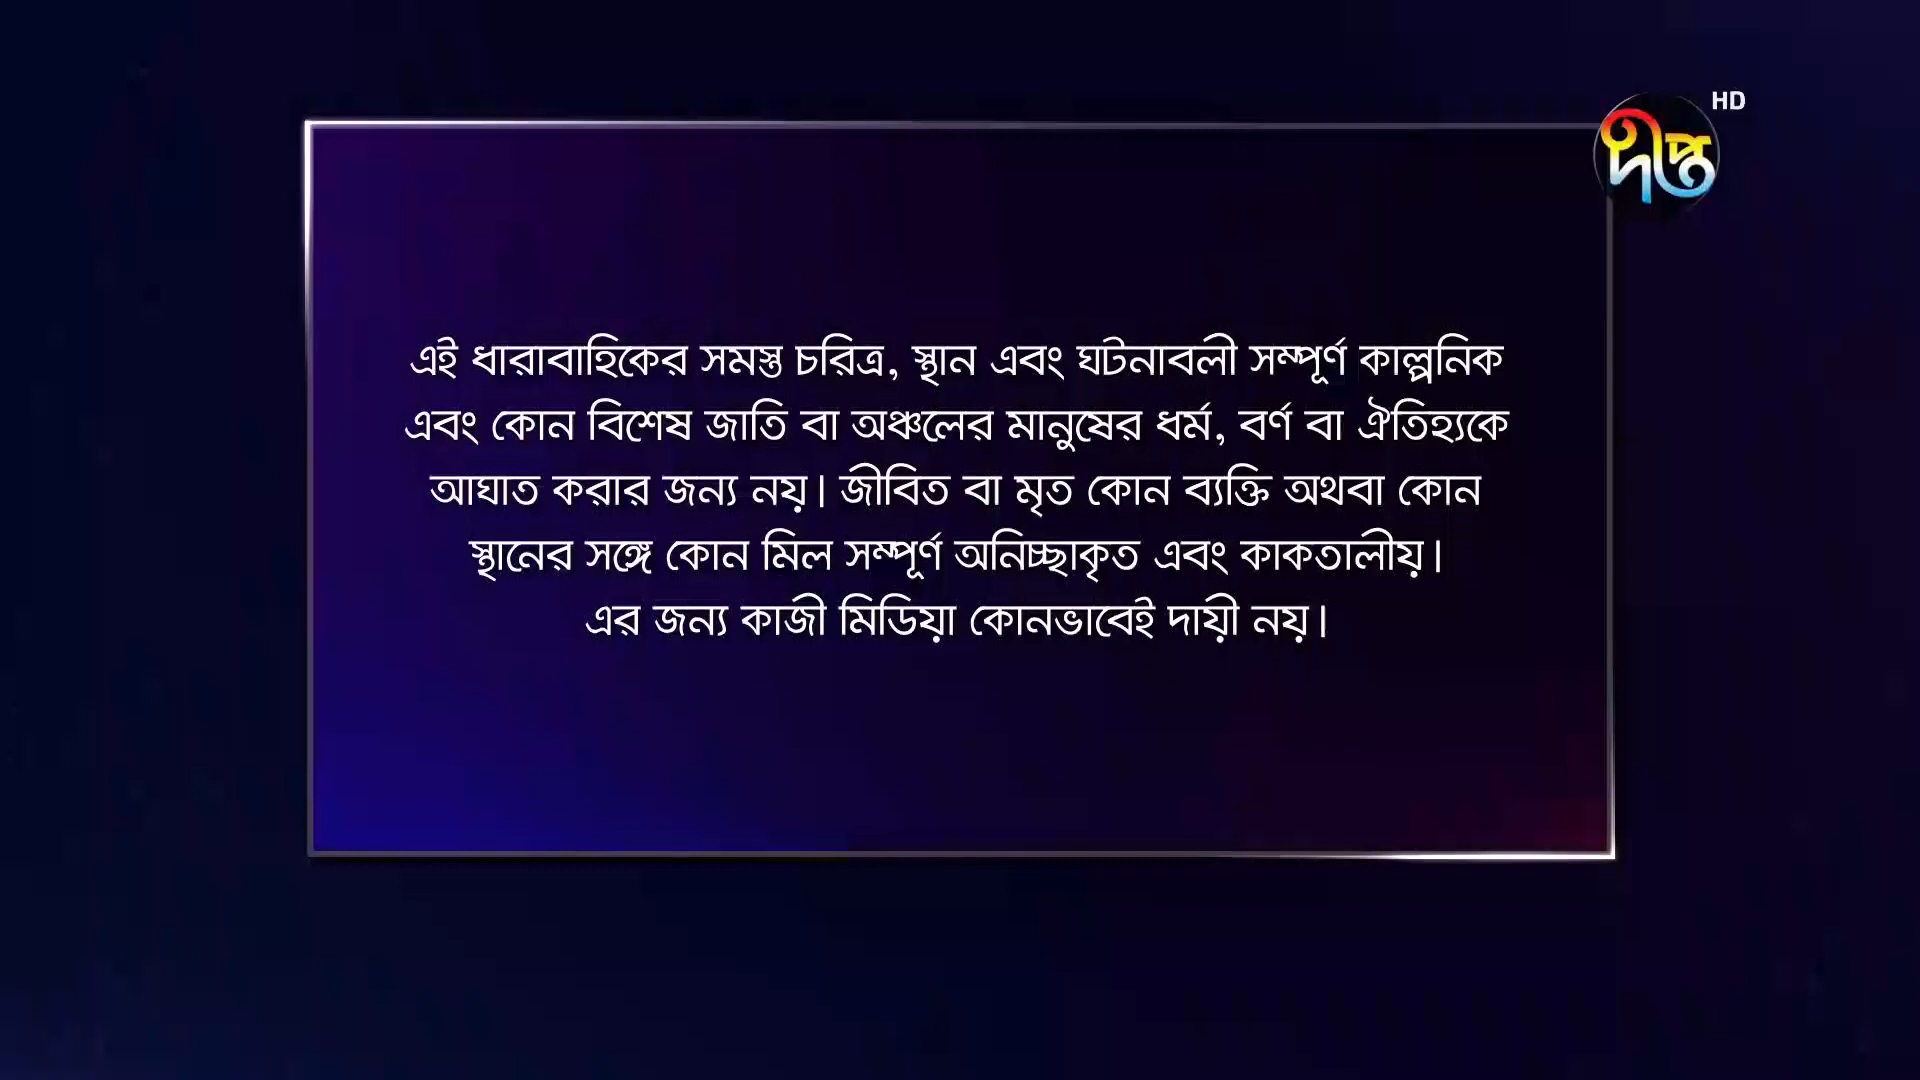 HD
দীপ্ত
এই ধারাবাহিকের সমস্ত চরিত্র, স্থান এবং ঘটনাবলী সম্পূর্ণ কাল্পনিক
এবং কোন বিশেষ জাতি বা অঞ্চলের মানুষের ধর্ম, বর্ণ বা ঐতিহ্যকে
আঘাত করার জন্য নয়। জীবিত বা মৃত কোন ব্যক্তি অথবা কোন
স্থানের সঙ্গে কোন মিল সম্পূর্ণ অনিচ্ছাকৃত এবং কাকতালীয়।
এর জন্য কাজী মিডিয়া কোনভাবেই দায়ী নয়।